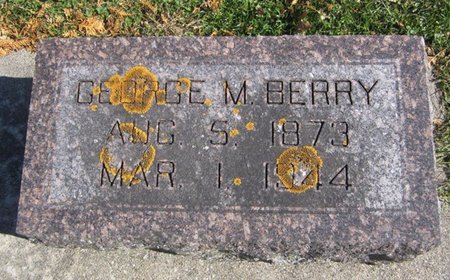 GEORGE M. BERRY
AUG. 5. 1873
MAR. 1. 1944